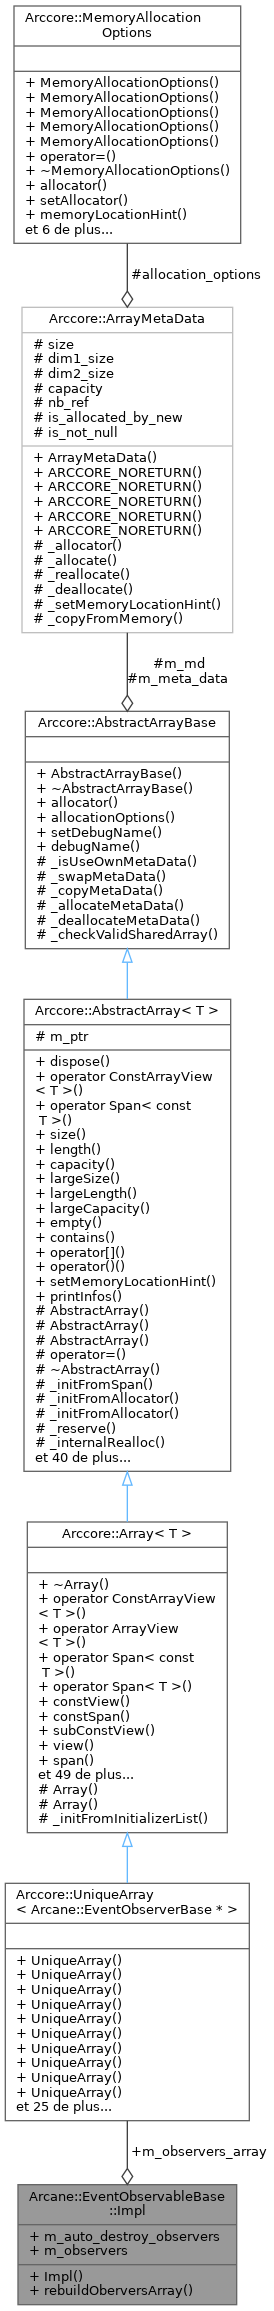 Arccore::MemoryAllocation
Options
+ MemoryAllocationOptions()
+ MemoryAllocationOptions()
+ MemoryAllocationOptions()
+ MemoryAllocationOptions()
+ MemoryAllocationOptions()
+ operator=()
+ ~MemoryAllocationOptions()
+ allocator()
+ setAllocator()
+ memoryLocationHint()
et 6 de plus...
#allocation_options
Arccore::ArrayMetaData
# size
# dim1_size
# dim2_size
# capacity
# nb_ref
# is_allocated_by_new
# is_not_null
+ ArrayMetaData()
+ ARCCORE_NORETURN()
+ ARCCORE_NORETURN()
+ ARCCORE_NORETURN()
+ ARCCORE_NORETURN()
+ ARCCORE_NORETURN()
# _allocator()
# _allocate()
# _reallocate()
# _deallocate()
# _setMemoryLocationHint()
# _copyFromMemory()
#m_md
#m_meta_data
Arccore::AbstractArrayBase
+ AbstractArrayBase()
+ ~AbstractArrayBase()
+ allocator()
+ allocationOptions()
+ setDebugName()
+ debugName()
# _isUseOwnMetaData()
# _swapMetaData()
# _copyMetaData()
# _allocateMetaData()
# _deallocateMetaData()
# _checkValidSharedArray()
Arccore::AbstractArray< T >
# m_ptr
+ dispose()
+ operator ConstArrayView
< T >()
+ operator Span< const
T >()
+ size()
+ length()
+ capacity()
+ largeSize()
+ largeLength()
+ largeCapacity()
+ empty()
+ contains()
+ operator[]()
+ operator()()
+ setMemoryLocationHint()
+ printInfos()
# AbstractArray()
# AbstractArray()
# AbstractArray()
# operator=()
# ~AbstractArray()
# _initFromSpan()
# _initFromAllocator()
# _initFromAllocator()
# _reserve()
# _internalRealloc()
et 40 de plus...
Arccore::Array< T >
+ ~Array()
+ operator ConstArrayView
< T >()
+ operator ArrayView
< T >()
+ operator Span< const
T >()
+ operator Span< T >()
+ constView()
+ constSpan()
+ subConstView()
+ view()
+ span()
et 49 de plus...
# Array()
# Array()
# _initFromInitializerList()
Arccore::UniqueArray
< Arcane::EventObserverBase * >
+ UniqueArray()
+ UniqueArray()
+ UniqueArray()
+ UniqueArray()
+ UniqueArray()
+ UniqueArray()
+ UniqueArray()
+ UniqueArray()
+ UniqueArray()
+ UniqueArray()
et 25 de plus...
+m_observers_array
Arcane::EventObservableBase
::Impl
+ m_auto_destroy_observers
+ m_observers
+ Impl()
+ rebuildOberversArray()